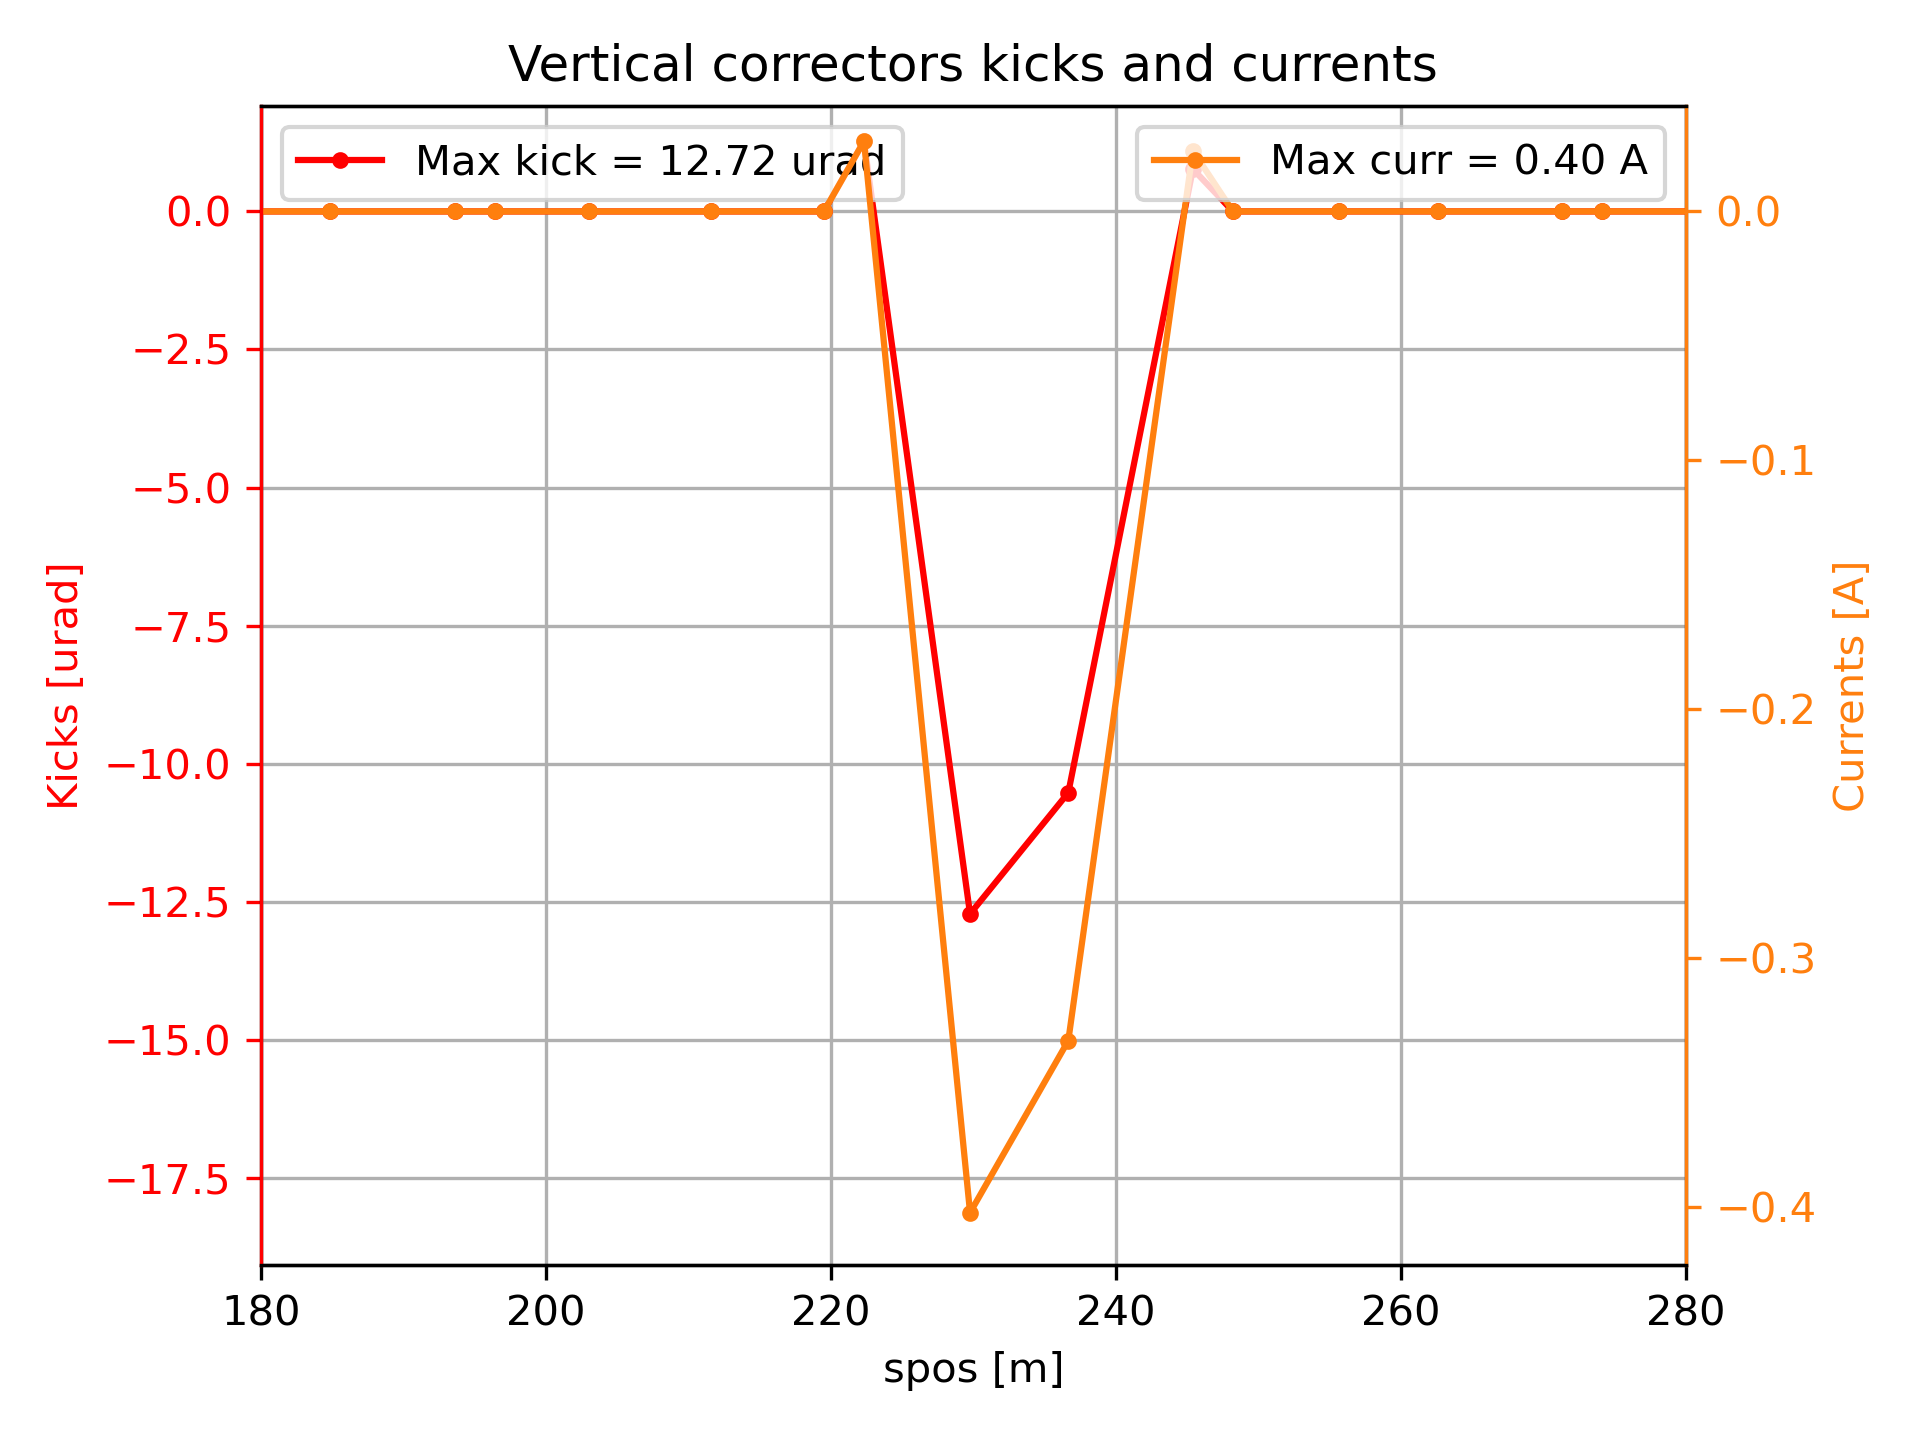 Vertical correctors kicks and currents
Max kick = 12.72 urad
Max curr = 0.40 A
0.0
−2.5
−5.0
−7.5
−10.0
−12.5
−15.0
−17.5
Kicks [urad]
0.0
−0.1
−0.2
−0.3
−0.4
Currents [A]
180 200 220 240 260 280
spos [m]